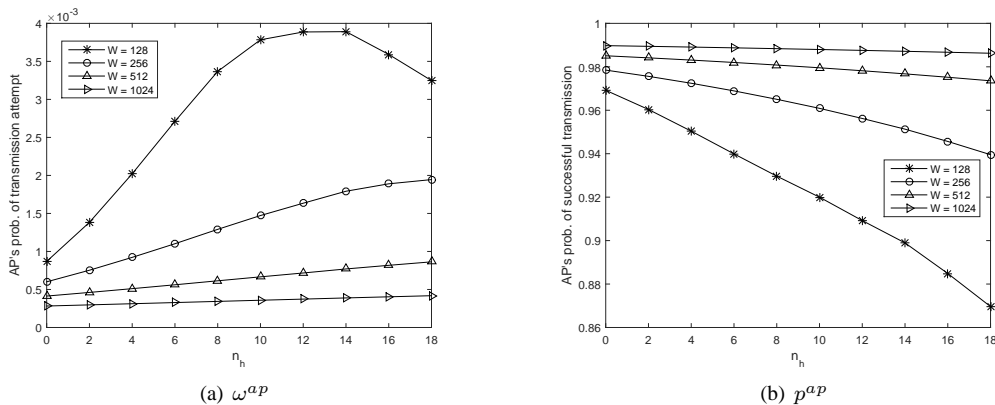 ×10⁻³
4
3.5
3
2.5
2
1.5
1
0.5
0
AP's prob. of transmission attempt
W = 128
W = 256
W = 512
W = 1024
0 2 4 6 8 10 12 14 16 18
n_h
(a) ω^{ap}
1
0.98
0.96
0.94
0.92
0.9
0.88
0.86
AP's prob. of successful transmission
W = 128
W = 256
W = 512
W = 1024
0 2 4 6 8 10 12 14 16 18
n_h
(b) p^{ap}